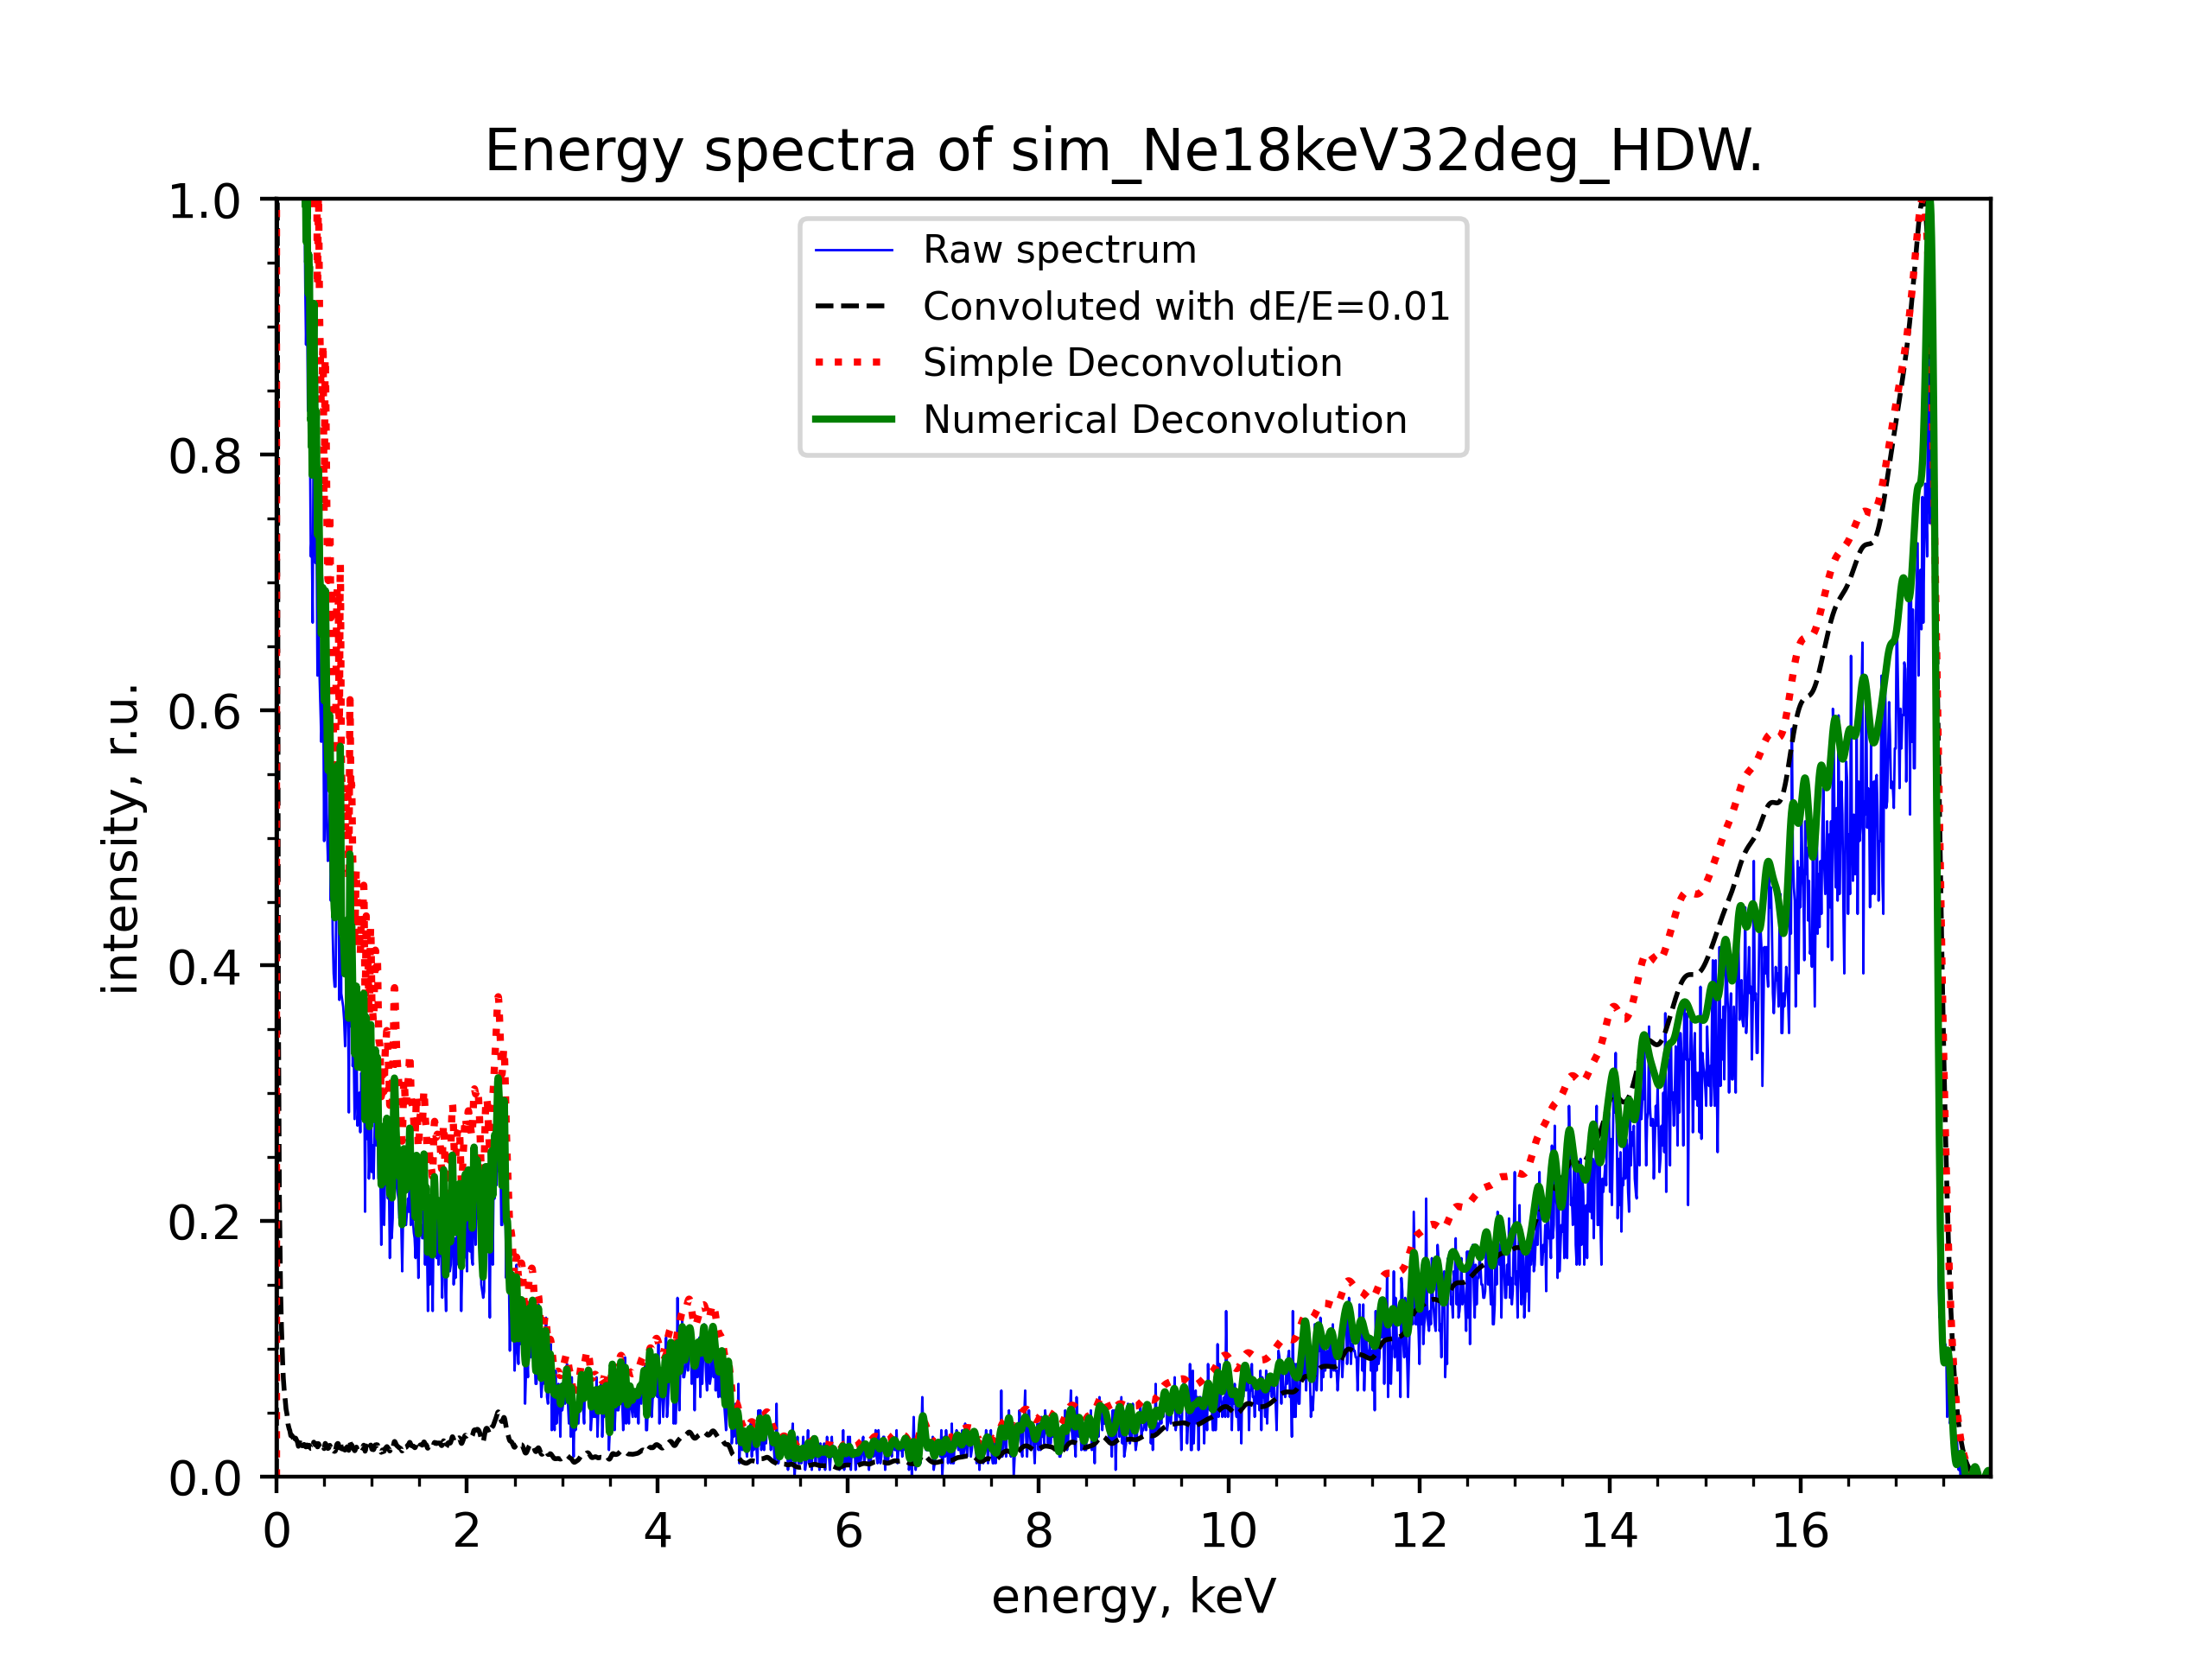 Energy spectra of sim_Ne18keV32deg_HDW.
1.0
0.8
0.6
0.4
0.2
0.0
intensity, r.u.
Raw spectrum
Convoluted with dE/E=0.01
Simple Deconvolution
Numerical Deconvolution
0 2 4 6 8 10 12 14 16
energy, keV